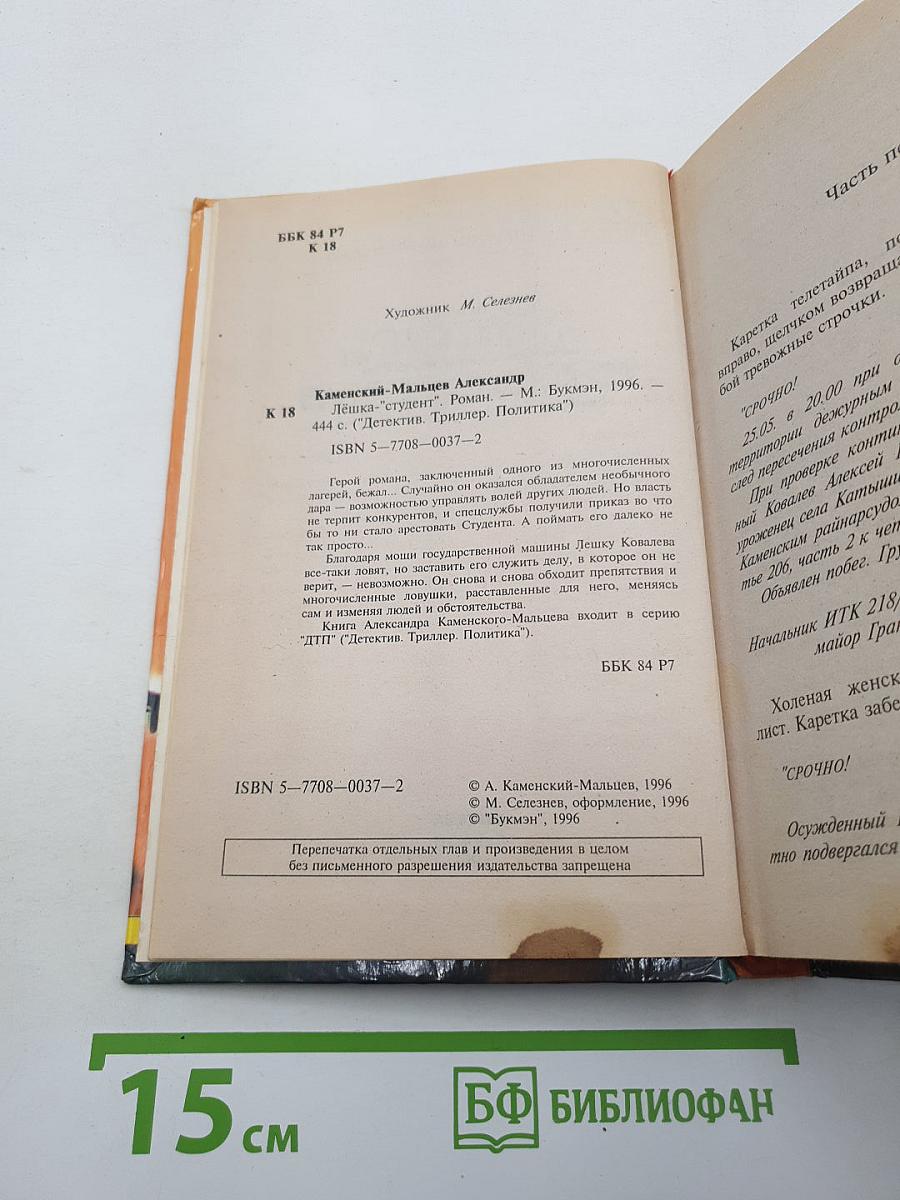 ББК 84 Р7
К 18
Художник М. Селезнев
Каменский-Мальцев Александр
К 18 Лёшка-"студент". Роман. — М.: Букмэн, 1996. —
444 с. ("Детектив. Триллер. Политика")
ISBN 5—7708—0037—2
Герой романа, заключенный одного из многочисленных
лагерей, бежал... Случайно он оказался обладателем необычного
дара — возможностью управлять волей других людей. Но власть
не терпит конкурентов, и спецслужбы получили приказ во что
бы то ни стало арестовать Студента. А поймать его далеко не
так просто...
Благодаря мощи государственной машины Лешку Ковалева
все-таки ловят, но заставить его служить делу, в которое он не
верит, — невозможно. Он снова и снова обходит препятствия и
многочисленные ловушки, расставленные для него, меняясь
сам и изменяя людей и обстоятельства.
Книга Александра Каменского-Мальцева входит в серию
"ДТП" ("Детектив. Триллер. Политика").
ББК 84 Р7
ISBN 5—7708—0037—2
© А. Каменский-Мальцев, 1996
© М. Селезнев, оформление, 1996
© "Букмэн", 1996
Перепечатка отдельных глав и произведения в целом
без письменного разрешения издательства запрещена
Часть
Каретка телетайпа,
вправо, щелчком
бой тревожные строчки.
"СРОЧНО!
25.05. в 20.00 при
территории дежурным
след пересечения
При проверке
ный Ковалев Алексей
уроженец села
Каменским
тье 206, часть 2 к
Объявлен побег.
Начальник ИТК 218/
майор
Холеная
лист. Каретка
"СРОЧНО!
Осужденный
тно подвергался
15 см
БФ БИБЛИОФАН